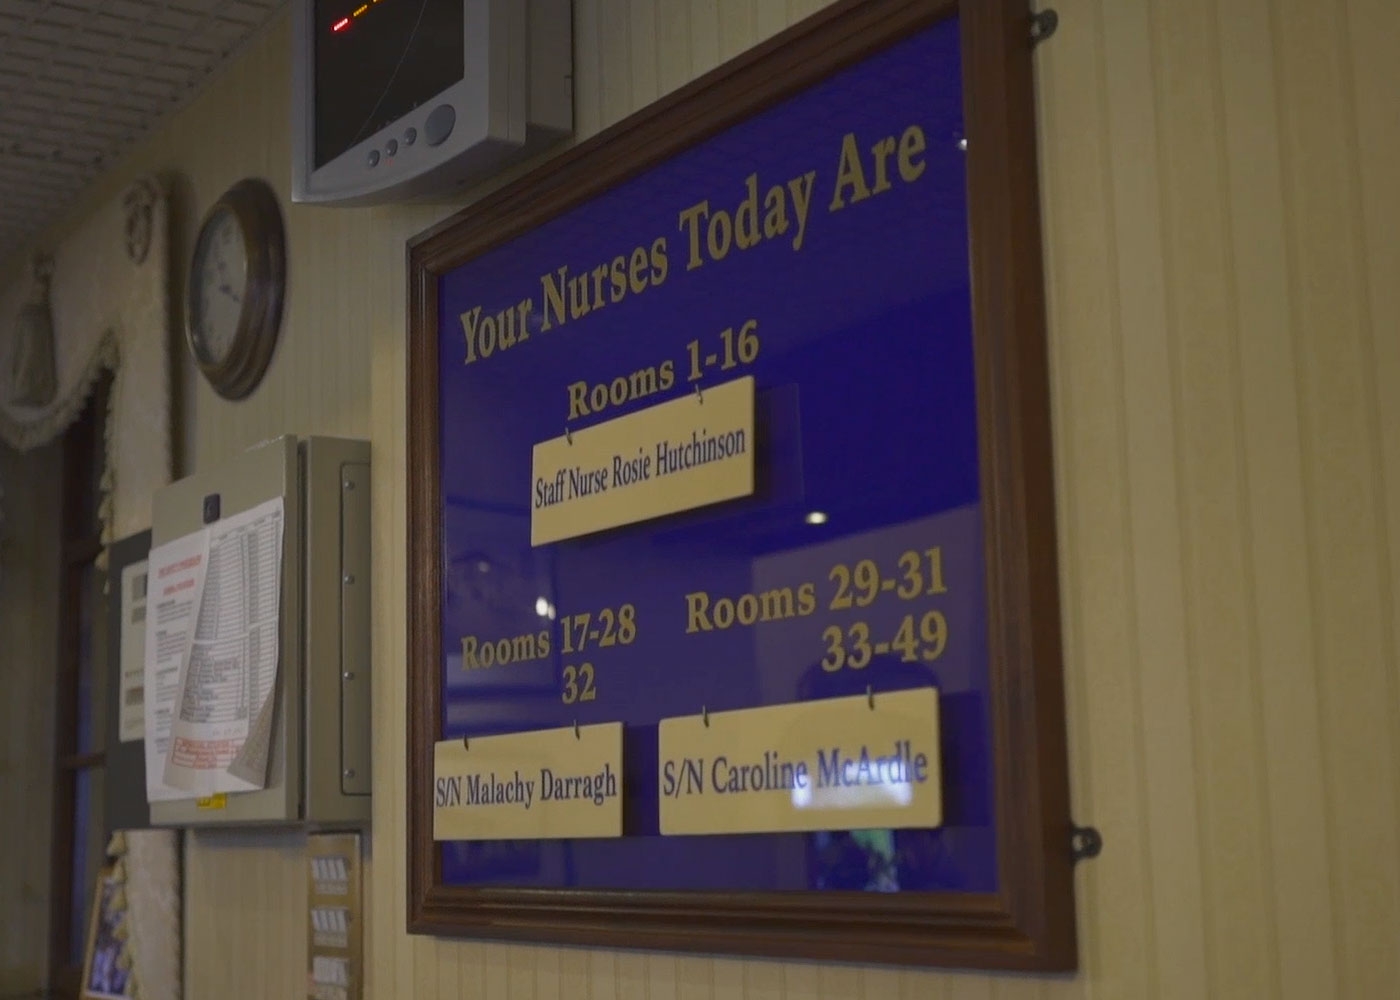 Your Nurses Today Are
Rooms 1-16
Staff Nurse Rosie Hutchinson
Rooms 17-28
32
S/N Malachy Darragh
Rooms 29-31
33-49
S/N Caroline McArdle